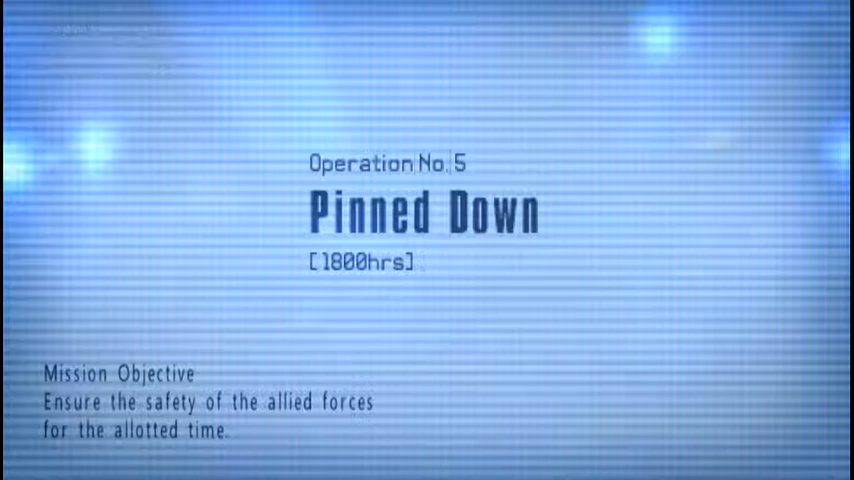 Operation No.5
Pinned Down
[1800hrs]
Mission Objective
Ensure the safety of the allied forces
for the allotted time.